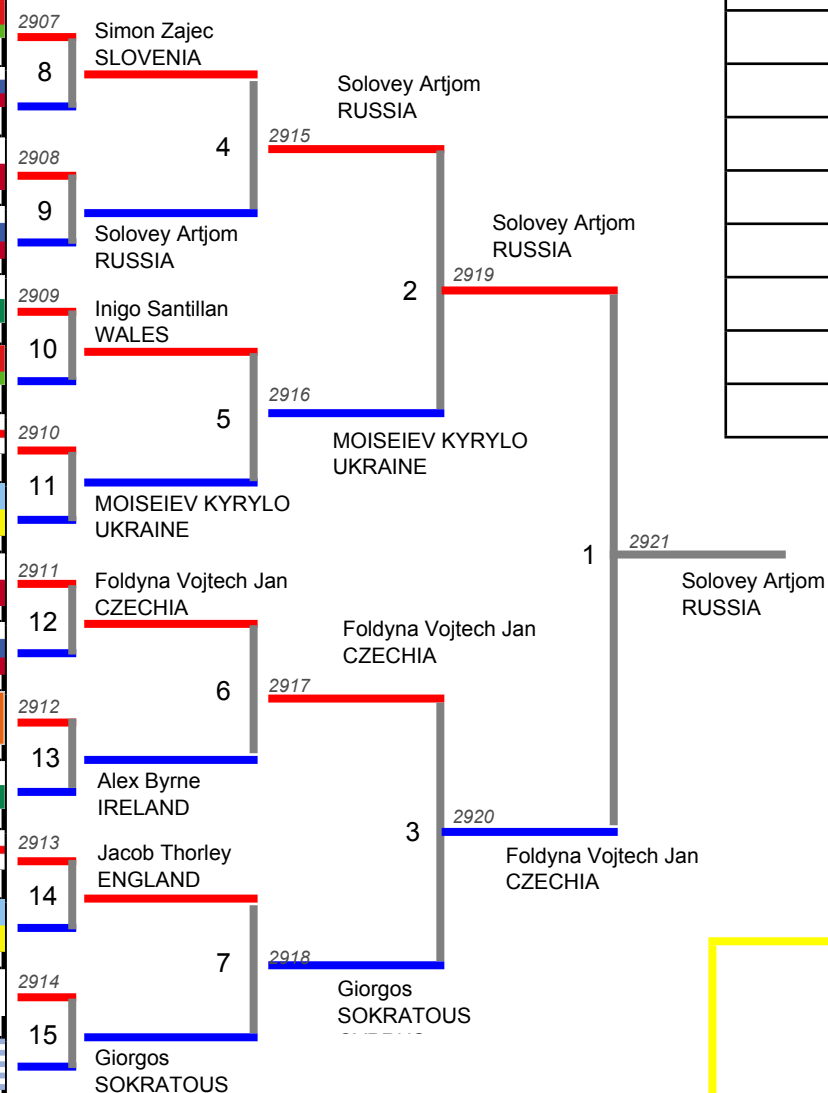 2907
Simon Zajec
SLOVENIA
8
Solovey Artjom
RUSSIA
4
2915
2908
9
Solovey Artjom
RUSSIA
Solovey Artjom
RUSSIA
2
2919
2909
Inigo Santillan
WALES
10
2916
5
MOISEIEV KYRYLO
UKRAINE
2910
11
MOISEIEV KYRYLO
UKRAINE
1
2921
Solovey Artjom
RUSSIA
2911
Foldyna Vojtech Jan
CZECHIA
12
Foldyna Vojtech Jan
CZECHIA
6
2917
2912
13
Alex Byrne
IRELAND
3
2920
Foldyna Vojtech Jan
CZECHIA
2913
Jacob Thorley
ENGLAND
14
7
2918
Giorgos
SOKRATOUS
2914
15
Giorgos
SOKRATOUS